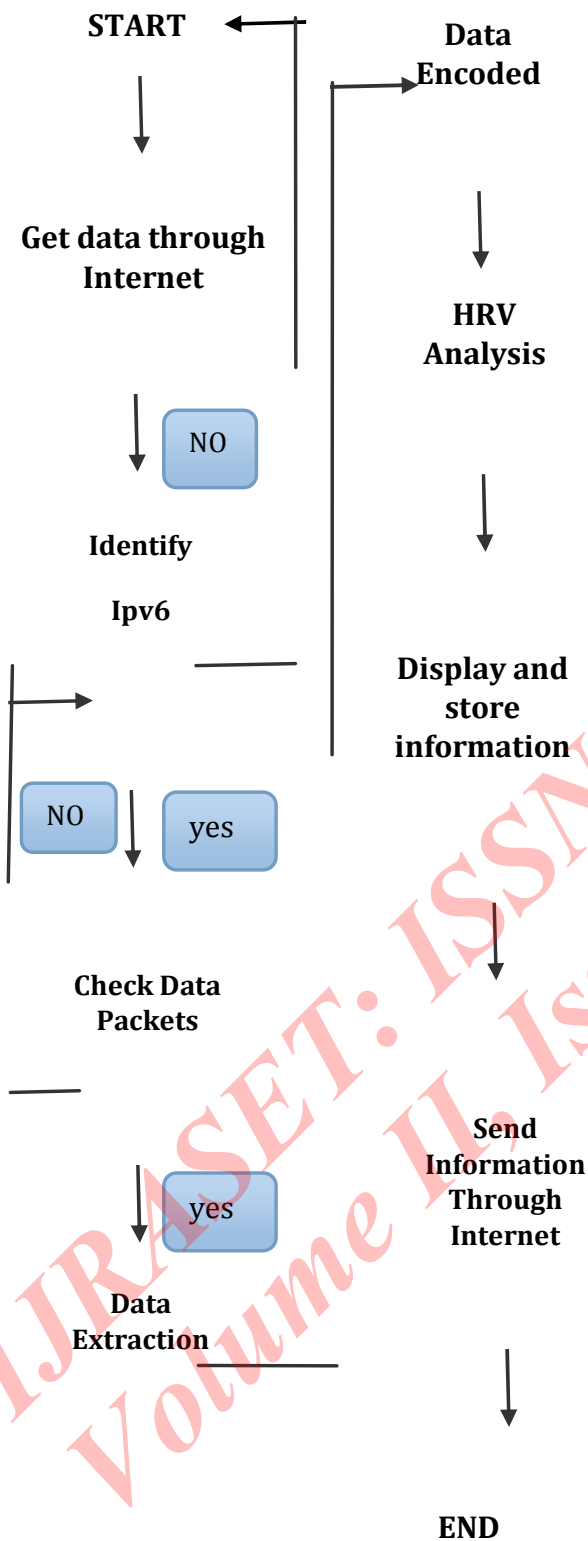 START
Get data through
Internet
NO
Identify
Ipv6
NO
yes
Check Data
Packets
yes
Data
Extraction
Data
Encoded
HRV
Analysis
Display and
store
information
Send
Information
Through
Internet
END
IJRASET: ISSN
Volume II, Iss